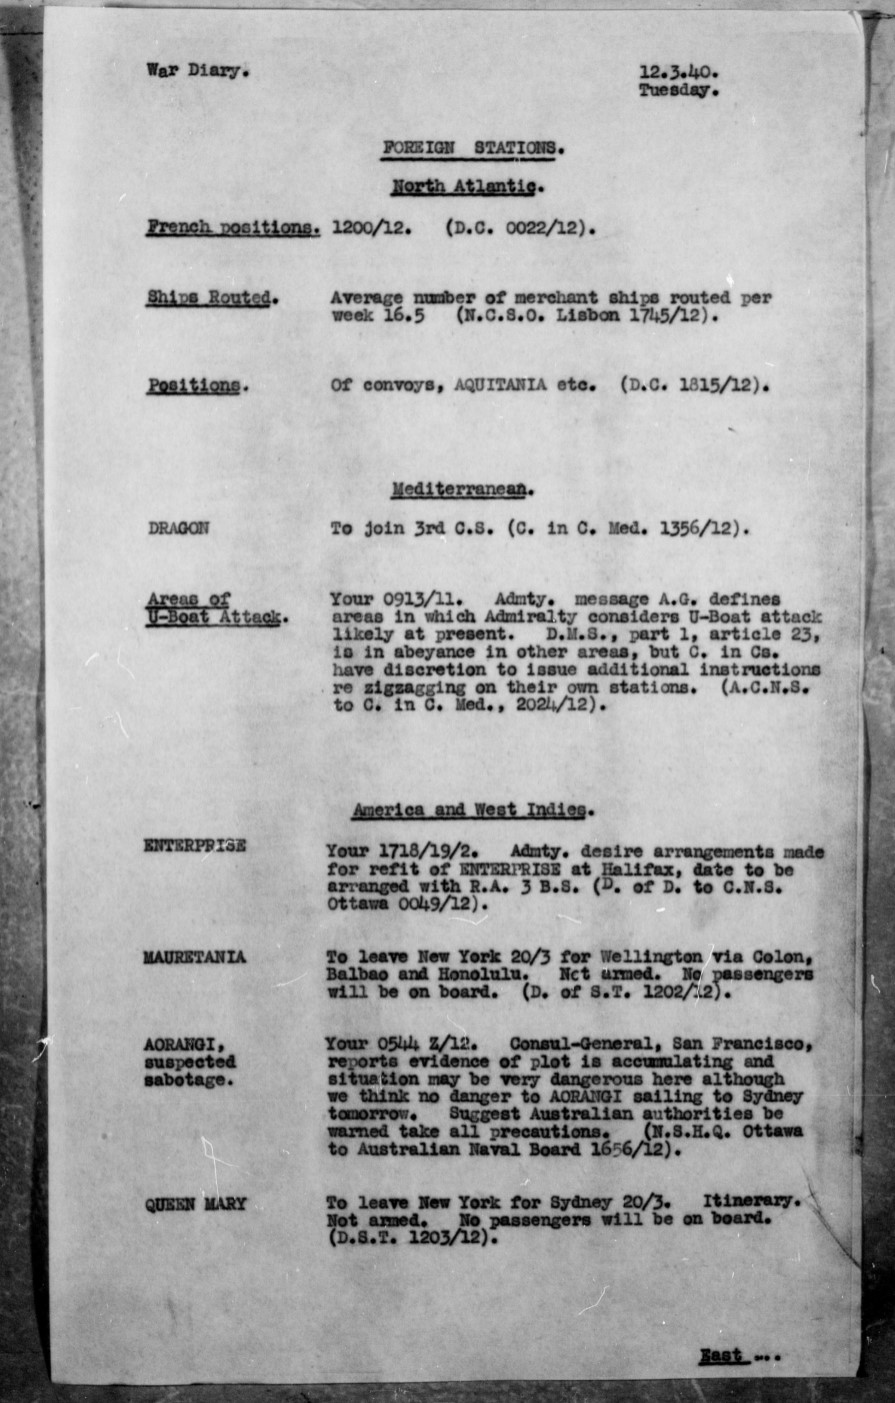 War Diary.
12.3.40.
Tuesday.
FOREIGN STATIONS.
North Atlantic.
French positions. 1200/12. (D.C. 0022/12).
Ships Routed. Average number of merchant ships routed per
week 16.5 (N.C.S.O. Lisbon 1745/12).
Positions. Of convoys, AQUITANIA etc. (D.C. 1815/12).
Mediterranean.
DRAGON To join 3rd C.S. (C. in C. Med. 1356/12).
Areas of Your 0913/11. Admty. message A.G. defines
U-Boat Attack. areas in which Admiralty considers U-Boat attack
likely at present. D.M.S., part 1, article 23,
is in abeyance in other areas, but C. in Cs.
have discretion to issue additional instructions
re zigzagging on their own stations. (A.C.N.S.
to C. in C. Med., 2024/12).
America and West Indies.
ENTERPRISE Your 1718/19/2. Admty. desire arrangements made
for refit of ENTERPRISE at Halifax, date to be
arranged with R.A. 3 B.S. (D. of D. to C.N.S.
Ottawa 0049/12).
MAURETANIA To leave New York 20/3 for Wellington via Colon,
Balbao and Honolulu. Not armed. No passengers
will be on board. (D. of S.T. 1202/12).
AORANGI, Your 0544 Z/12. Consul-General, San Francisco,
suspected reports evidence of plot is accumulating and
sabotage. situation may be very dangerous here although
we think no danger to AORANGI sailing to Sydney
tomorrow. Suggest Australian authorities be
warned take all precautions. (N.S.H.Q. Ottawa
to Australian Naval Board 1656/12).
QUEEN MARY To leave New York for Sydney 20/3. Itinerary.
Not armed. No passengers will be on board.
(D.S.T. 1203/12).
East ...